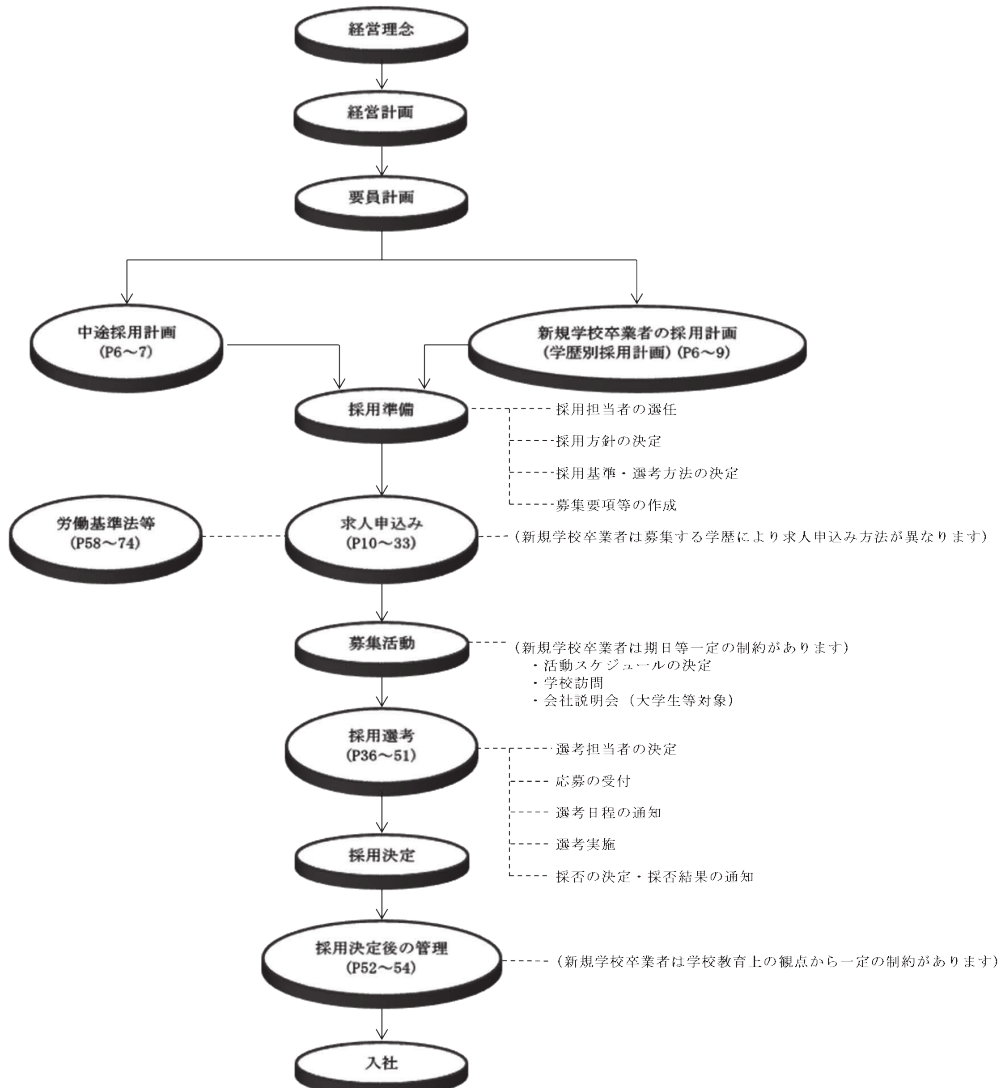 経営理念
経営計画
要員計画
中途採用計画
(P6～7)
新規学校卒業者の採用計画
(学歴別採用計画) (P6～9)
採用準備
採用担当者の選任
採用方針の決定
採用基準・選考方法の決定
募集要項等の作成
労働基準法等
(P58～74)
求人申込み
(P10～33)
(新規学校卒業者は募集する学歴により求人申込み方法が異なります)
募集活動
(新規学校卒業者は期日等一定の制約があります)
・活動スケジュールの決定
・学校訪問
・会社説明会（大学生等対象）
採用選考
(P36～51)
選考担当者の決定
応募の受付
選考日程の通知
選考実施
採否の決定・採否結果の通知
採用決定
採用決定後の管理
(P52～54)
(新規学校卒業者は学校教育上の観点から一定の制約があります)
入社